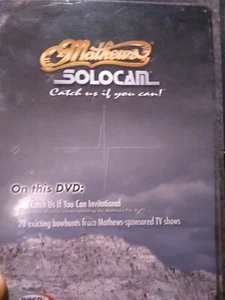 Mathews
SOLOCAM
Catch us if you can!
On this DVD:
Catch Us If You Can Invitational
20 exciting bowhunts from Mathews-sponsored TV shows